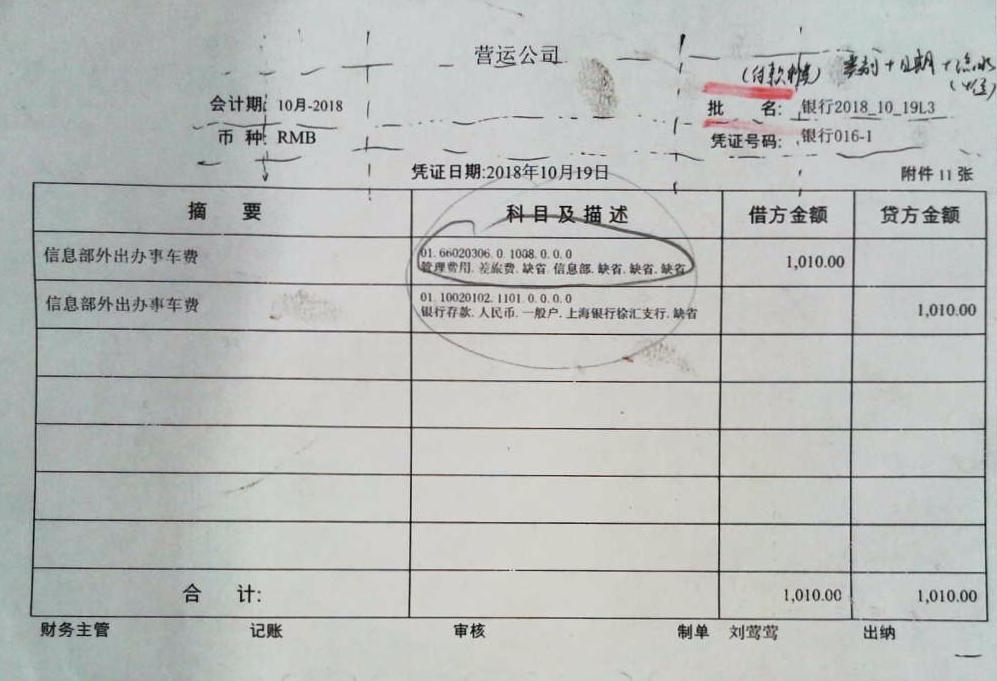 营运公司
(付款 类别+日期+流水
会计期: 10月-2018
批 名: 银行2018_10_19L3
币 种: RMB
凭证号码: 银行016-1
凭证日期:2018年10月19日
附件 11 张
摘 要 科目及描述 借方金额 贷方金额
信息部外出办事车费 01.66020306.0.1008.0.0.0 1,010.00
管理费用.差旅费.缺省.信息部.缺省.缺省.缺省
信息部外出办事车费 01.10020102.1101.0.0.0.0 1,010.00
银行存款.人民币.一般户.上海银行徐汇支行.缺省
合 计: 1,010.00 1,010.00
财务主管 记账 审核 制单 刘莺莺 出纳